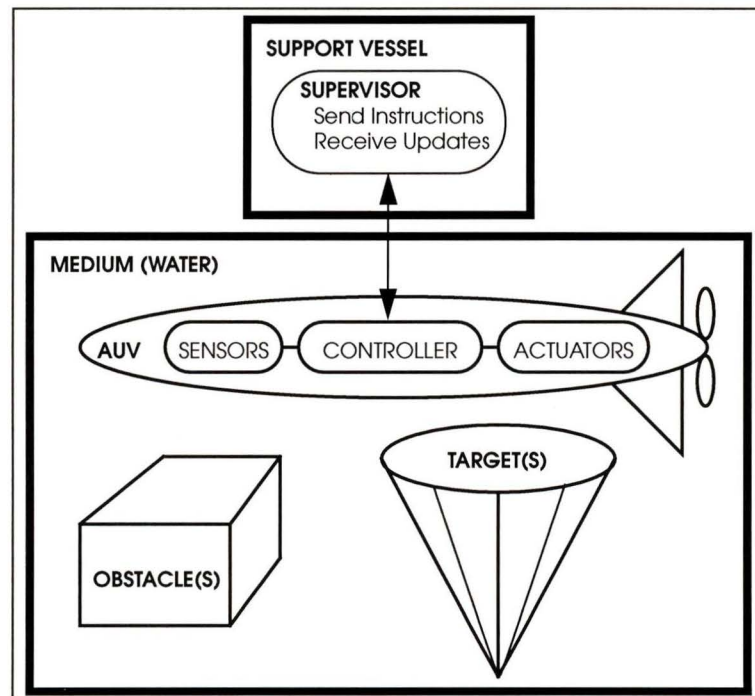 SUPPORT VESSEL
SUPERVISOR
Send Instructions
Receive Updates
MEDIUM (WATER)
AUV
SENSORS
CONTROLLER
ACTUATORS
TARGET(S)
OBSTACLE(S)